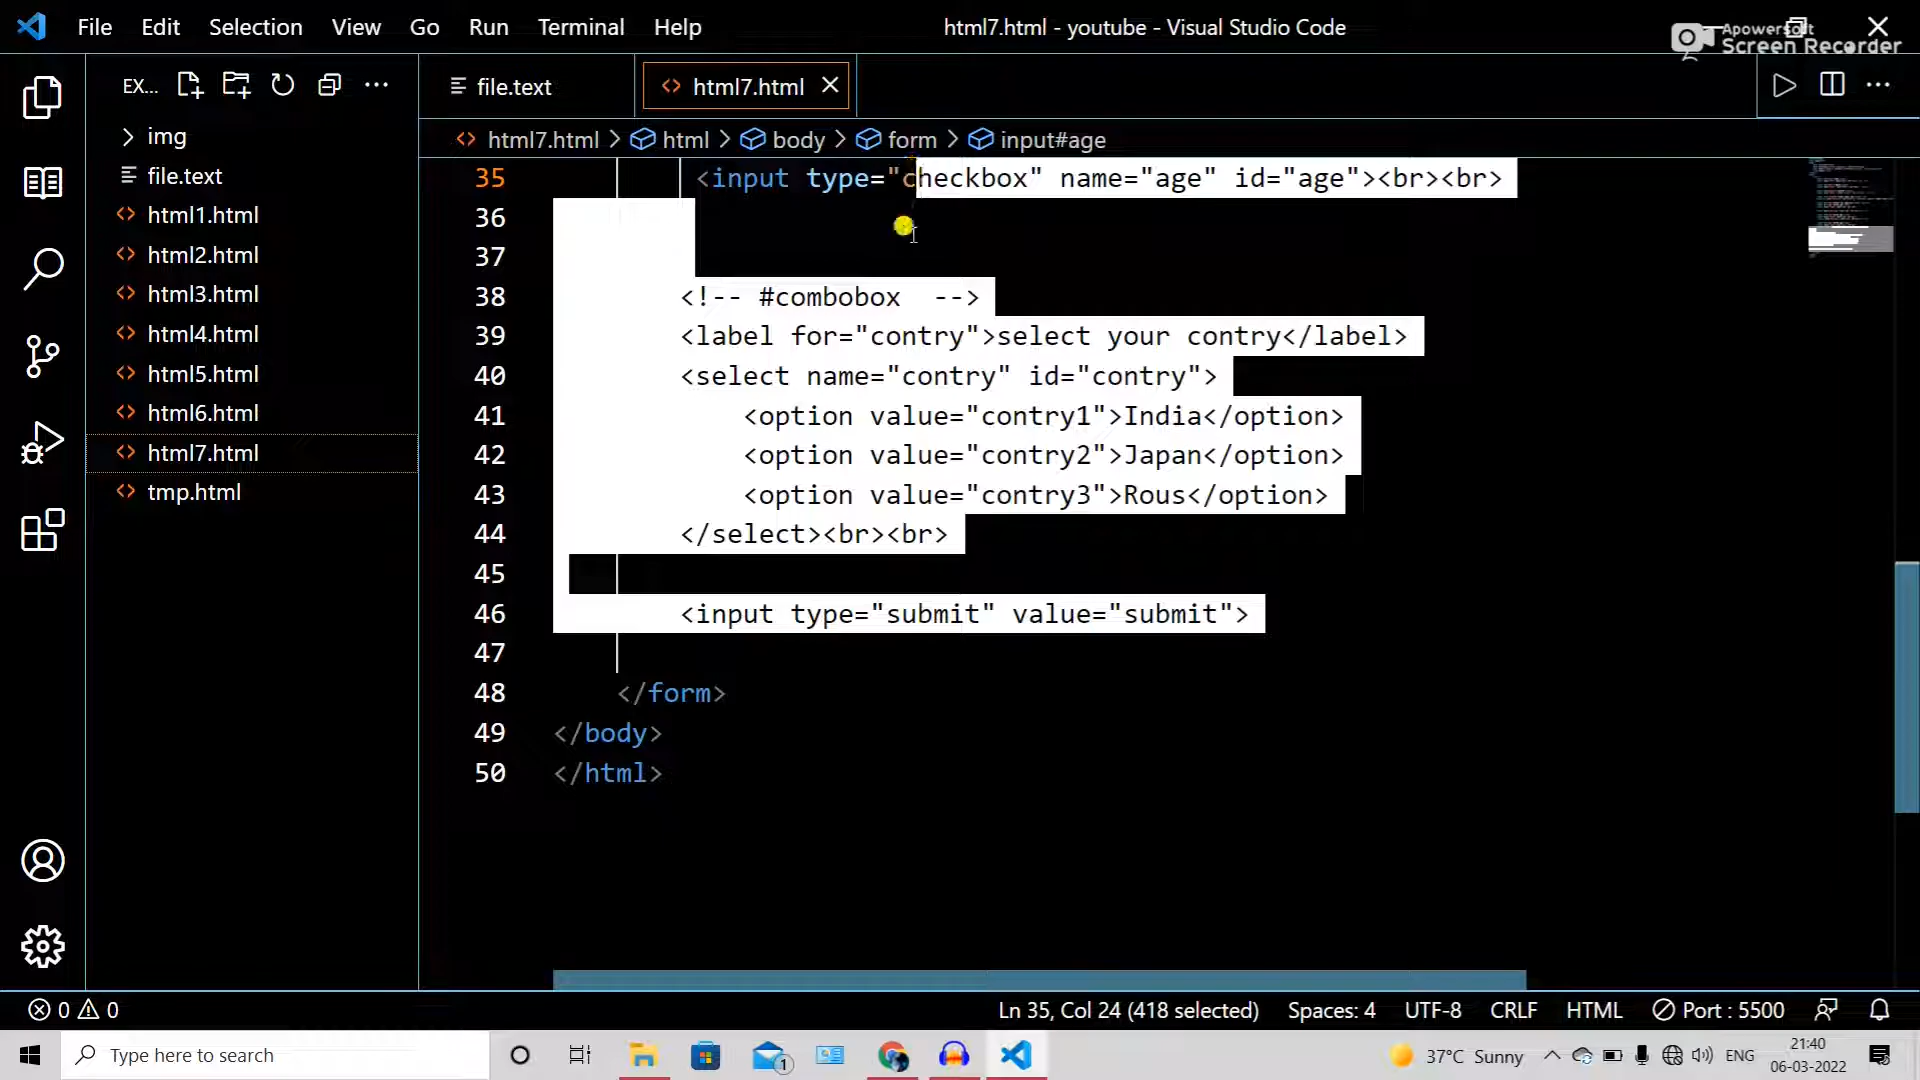 File Edit Selection View Go Run Terminal Help
html7.html - youtube - Visual Studio Code
Apowersoft
Screen Recorder
EX...
file.text
html7.html
html7.html > html > body > form > input#age
img
file.text
html1.html
html2.html
html3.html
html4.html
html5.html
html6.html
html7.html
tmp.html
35 <input type="checkbox" name="age" id="age"><br><br>
36
37
38 <!-- #combobox  -->
39 <label for="contry">select your contry</label>
40 <select name="contry" id="contry">
41 <option value="contry1">India</option>
42 <option value="contry2">Japan</option>
43 <option value="contry3">Rous</option>
44 </select><br><br>
45
46 <input type="submit" value="submit">
47
48 </form>
49 </body>
50 </html>
0 0
Ln 35, Col 24 (418 selected) Spaces: 4 UTF-8 CRLF HTML Port : 5500
Type here to search
1
37°C Sunny
ENG
21:40
06-03-2022